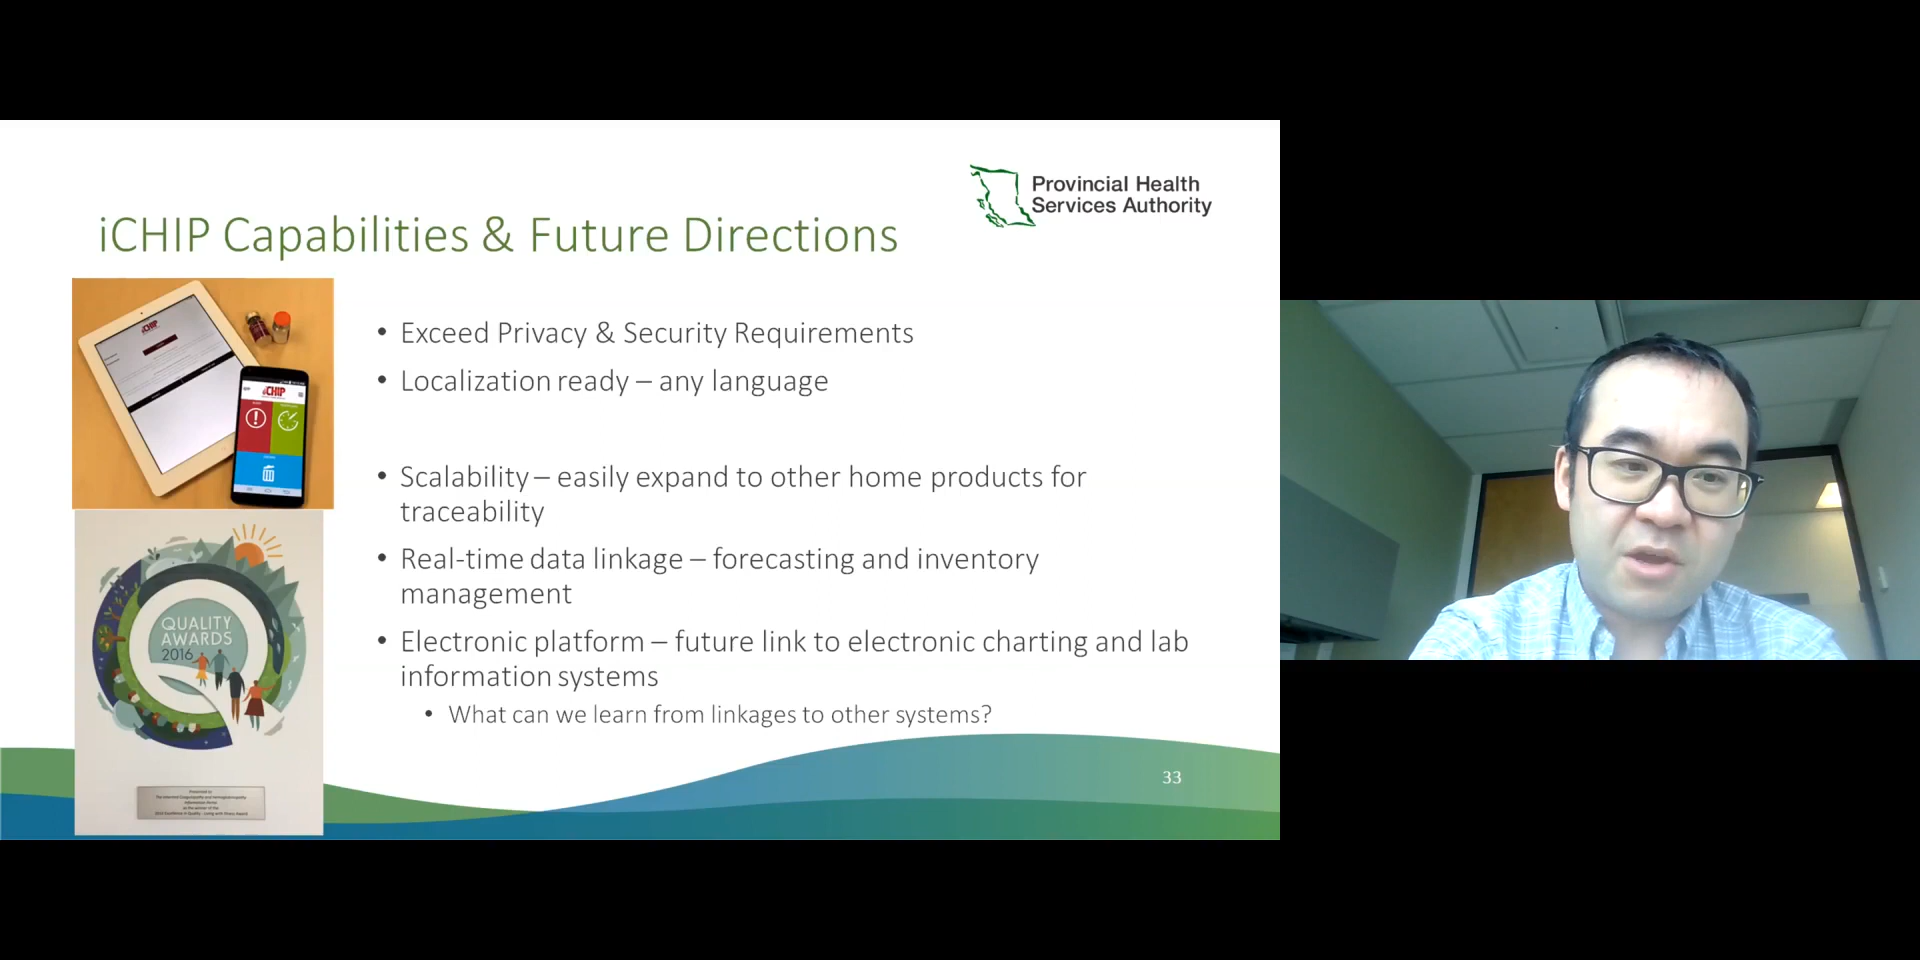 Provincial Health
Services Authority
iCHIP Capabilities & Future Directions
• Exceed Privacy & Security Requirements
• Localization ready – any language
• Scalability – easily expand to other home products for
traceability
• Real-time data linkage – forecasting and inventory
management
• Electronic platform – future link to electronic charting and lab
information systems
• What can we learn from linkages to other systems?
iCHIP
iCHIP
QUALITY
AWARDS
2016
33